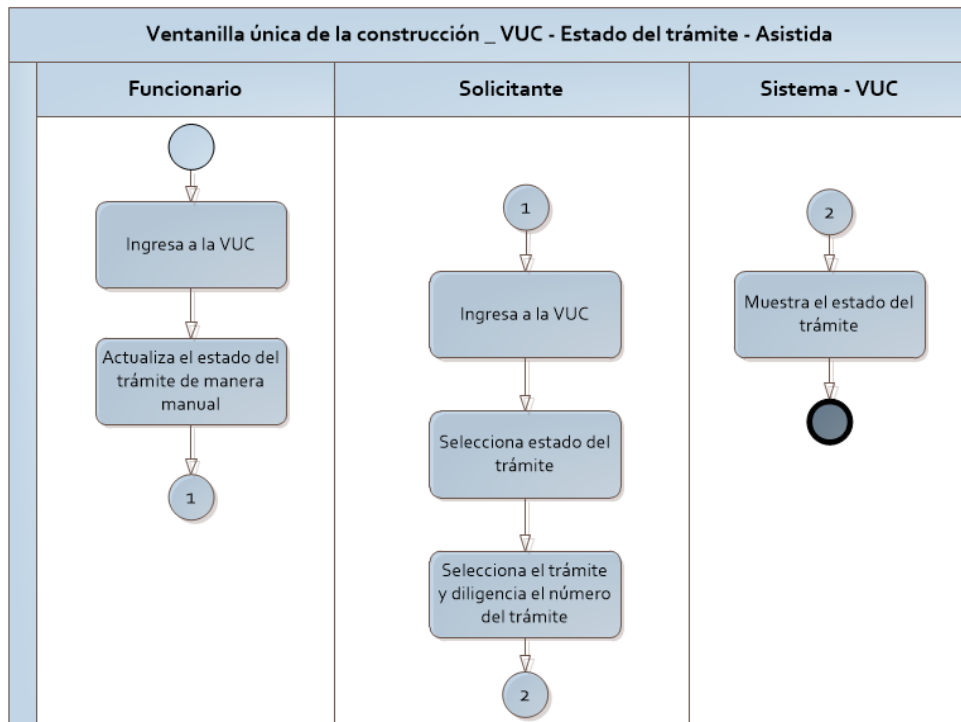 Ventanilla única de la construcción _ VUC - Estado del trámite - Asistida
Funcionario
Solicitante
Sistema - VUC
Ingresa a la VUC
Actualiza el estado del
trámite de manera
manual
1
1
Ingresa a la VUC
Selecciona estado del
trámite
Selecciona el trámite
y diligencia el número
del trámite
2
2
Muestra el estado del
trámite